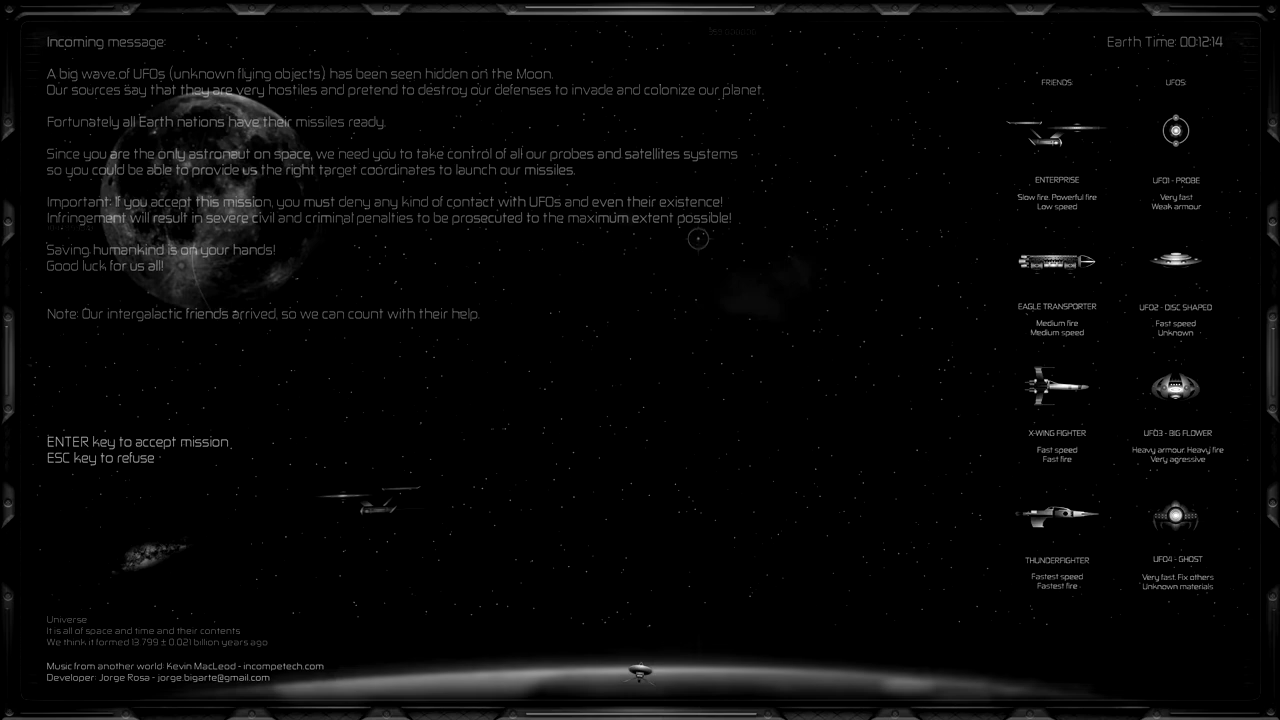 Incoming message:
Earth Time: 00:12:14
A big wave of UFOs (unknown flying objects) has been seen hidden on the Moon.
Our sources say that they are very hostiles and pretend to destroy our defenses to invade and colonize our planet.
Fortunately all Earth nations have their missiles ready.
Since you are the only astronaut on space, we need you to take control of all our probes and satellites systems
so you could be able to provide us the right target coordinates to launch our missiles.
Important: If you accept this mission, you must deny any kind of contact with UFOs and even their existence!
Infringement will result in severe civil and criminal penalties to be prosecuted to the maximum extent possible!
Saving humankind is on your hands!
Good luck for us all!
Note: Our intergalactic friends arrived, so we can count with their help.
ENTER key to accept mission
ESC key to refuse
FRIENDS:
ENTERPRISE
Slow fire. Powerful fire
Low speed
EAGLE TRANSPORTER
Medium fire
Medium speed
X-WING FIGHTER
Fast speed
Fast fire
THUNDERFIGHTER
Fastest speed
Fastest fire
UFOS:
UFO1 - PROBE
Very fast
Weak armour
UFO2 - DISC SHAPED
Fast speed
Unknown
UFO3 - BIG FLOWER
Heavy armour. Heavy fire
Very agressive
UFO4 - GHOST
Very fast. Fix others
Unknown materials
Universe
It is all of space and time and their contents
We think it formed 13.799 ± 0.021 billion years ago
Music from another world: Kevin MacLeod - incompetech.com
Developer: Jorge Rosa - jorge.bigarte@gmail.com